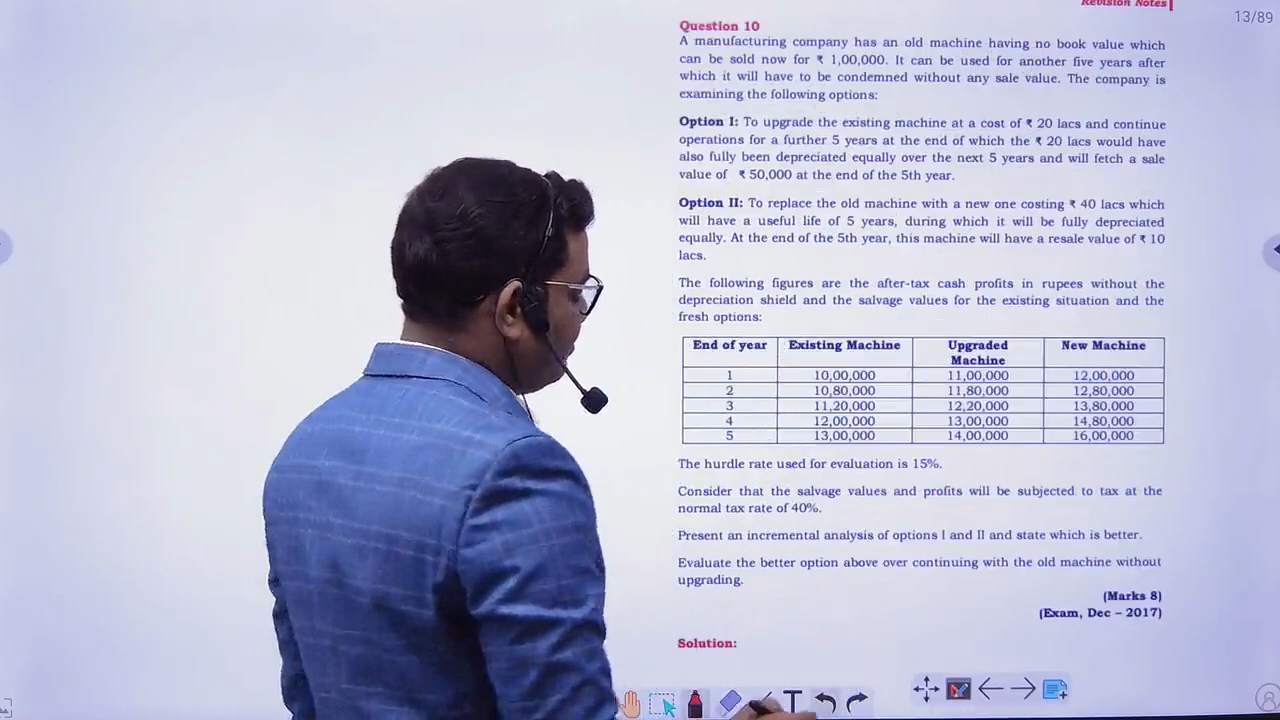 Revision Notes
13/89
Question 10
A manufacturing company has an old machine having no book value which
can be sold now for ₹ 1,00,000. It can be used for another five years after
which it will have to be condemned without any sale value. The company is
examining the following options:
Option I: To upgrade the existing machine at a cost of ₹ 20 lacs and continue
operations for a further 5 years at the end of which the ₹ 20 lacs would have
also fully been depreciated equally over the next 5 years and will fetch a sale
value of ₹ 50,000 at the end of the 5th year.
Option II: To replace the old machine with a new one costing ₹ 40 lacs which
will have a useful life of 5 years, during which it will be fully depreciated
equally. At the end of the 5th year, this machine will have a resale value of ₹ 10
lacs.
The following figures are the after-tax cash profits in rupees without the
depreciation shield and the salvage values for the existing situation and the
fresh options:
End of year Existing Machine Upgraded Machine New Machine
1 10,00,000 11,00,000 12,00,000
2 10,80,000 11,80,000 12,80,000
3 11,20,000 12,20,000 13,80,000
4 12,00,000 13,00,000 14,80,000
5 13,00,000 14,00,000 16,00,000
The hurdle rate used for evaluation is 15%.
Consider that the salvage values and profits will be subjected to tax at the
normal tax rate of 40%.
Present an incremental analysis of options I and II and state which is better.
Evaluate the better option above over continuing with the old machine without
upgrading.
(Marks 8)
(Exam, Dec – 2017)
Solution:
T